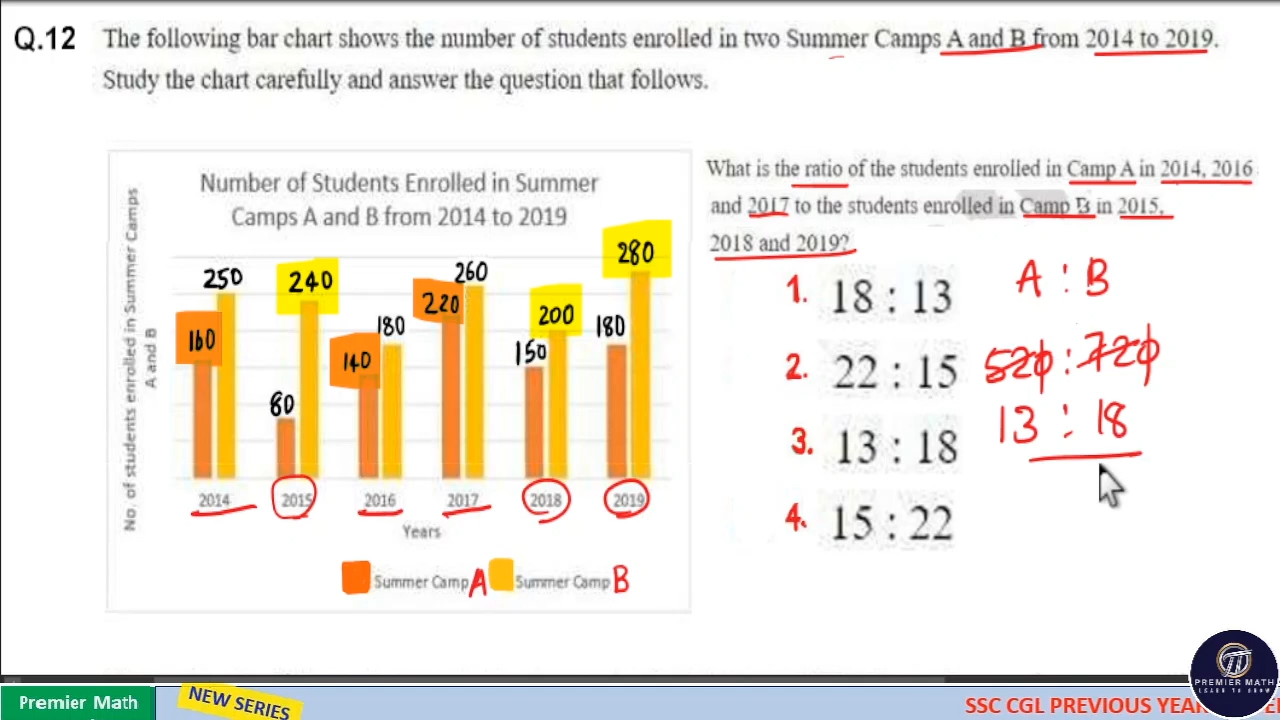 Q.12 The following bar chart shows the number of students enrolled in two Summer Camps A and B from 2014 to 2019.
Study the chart carefully and answer the question that follows.
Number of Students Enrolled in Summer
Camps A and B from 2014 to 2019
No. of students enrolled in Summer Camps
A and B
160 250
80 240
140 180
220 260
150 200
180 280
2014 2015 2016 2017 2018 2019
Years
Summer Camp A Summer Camp B
What is the ratio of the students enrolled in Camp A in 2014, 2016
and 2017 to the students enrolled in Camp B in 2015,
2018 and 2019?
1. 18 : 13
2. 22 : 15
3. 13 : 18
4. 15 : 22
A : B
520 : 720
13 : 18
Premier Math
NEW SERIES
SSC CGL PREVIOUS YEAR
PREMIER MATH
LEARN TO GROW